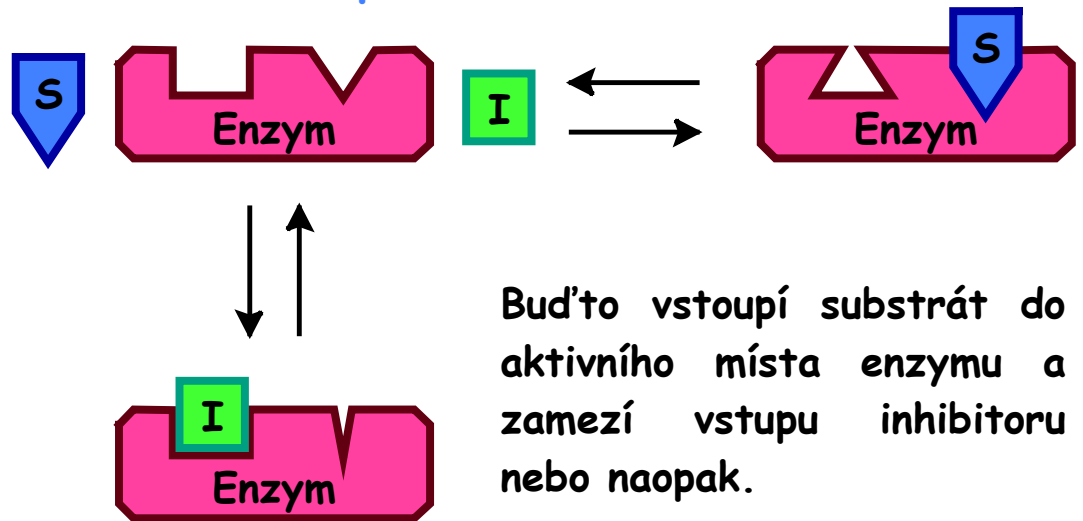 S
Enzym
I
S
Enzym
I
Enzym
Buďto vstoupí substrát do
aktivního místa enzymu a
zamezí vstupu inhibitoru
nebo naopak.